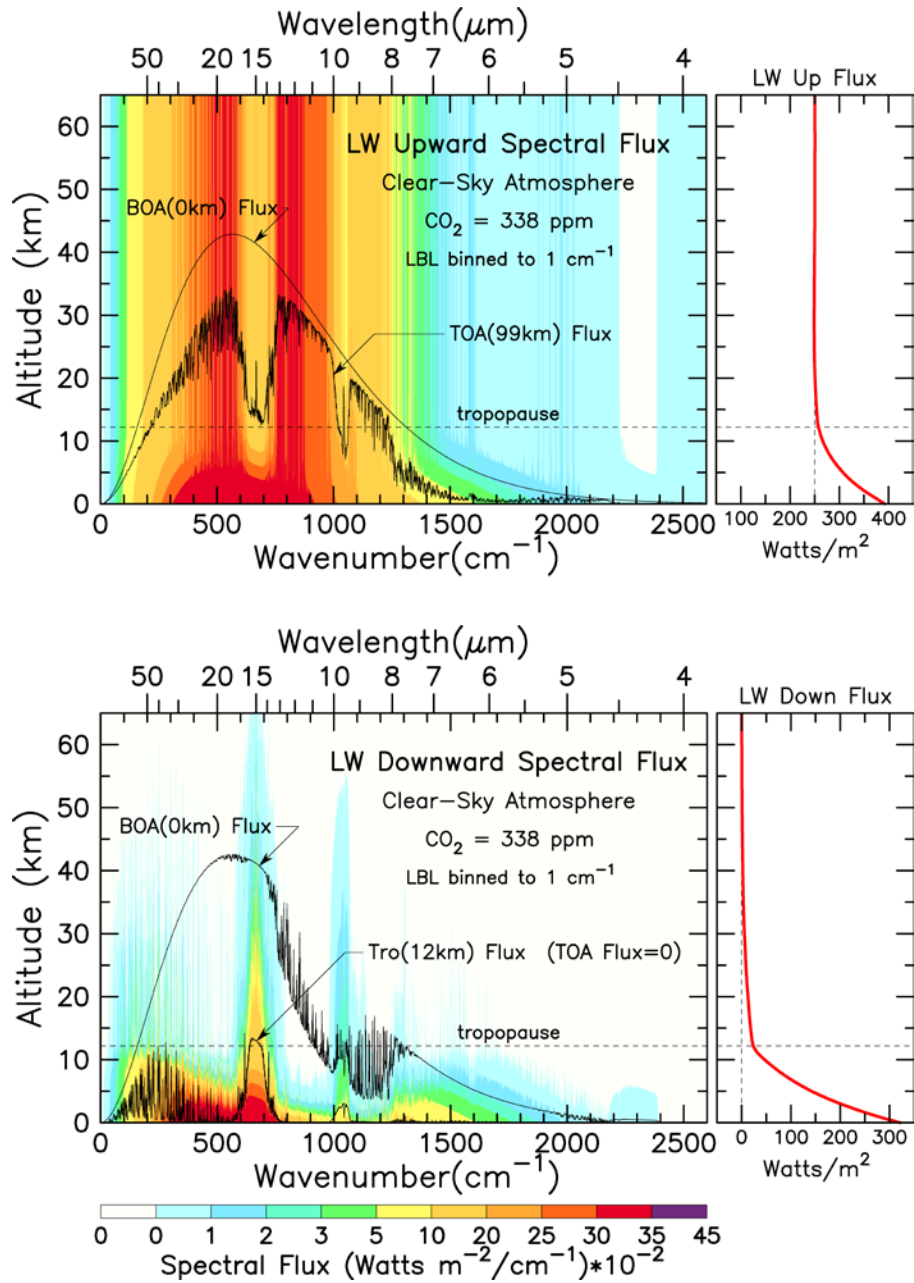 Wavelength(μm)
50 20 15 10 9 8 7 6 5 4
LW Up Flux
60
50
40
30
20
10
0
Altitude (km)
LW Upward Spectral Flux
Clear-Sky Atmosphere
CO₂ = 338 ppm
LBL binned to 1 cm⁻¹
BOA(0km) Flux
TOA(99km) Flux
tropopause
0 500 1000 1500 2000 2500
Wavenumber(cm⁻¹)
100 200 300 400
Watts/m²
Wavelength(μm)
50 20 15 10 9 8 7 6 5 4
LW Down Flux
60
50
40
30
20
10
0
Altitude (km)
LW Downward Spectral Flux
Clear-Sky Atmosphere
CO₂ = 338 ppm
LBL binned to 1 cm⁻¹
BOA(0km) Flux
Tro(12km) Flux (TOA Flux=0)
tropopause
0 500 1000 1500 2000 2500
Wavenumber(cm⁻¹)
0 100 200 300
Watts/m²
0 0 1 2 3 5 10 20 25 30 35 45
Spectral Flux (Watts m⁻²/cm⁻¹)*10⁻²